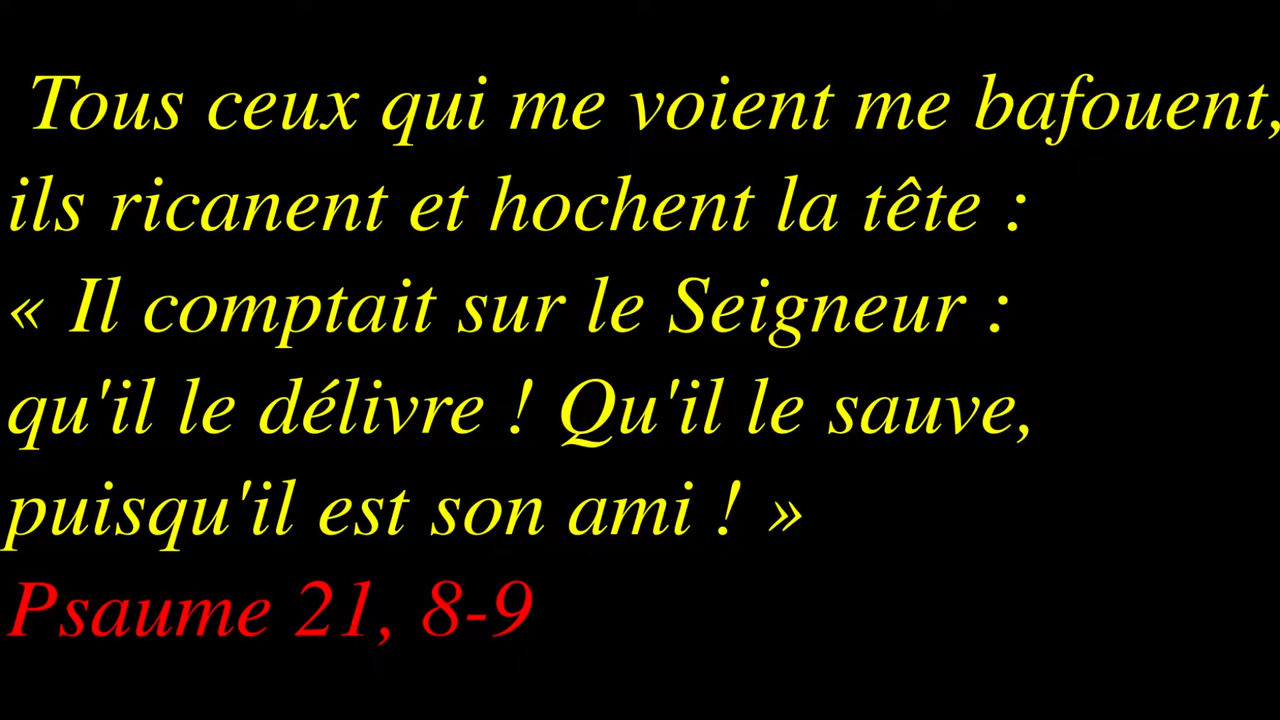 Tous ceux qui me voient me bafouent,
ils ricanent et hochent la tête :
« Il comptait sur le Seigneur :
qu'il le délivre ! Qu'il le sauve,
puisqu'il est son ami ! »
Psaume 21, 8-9